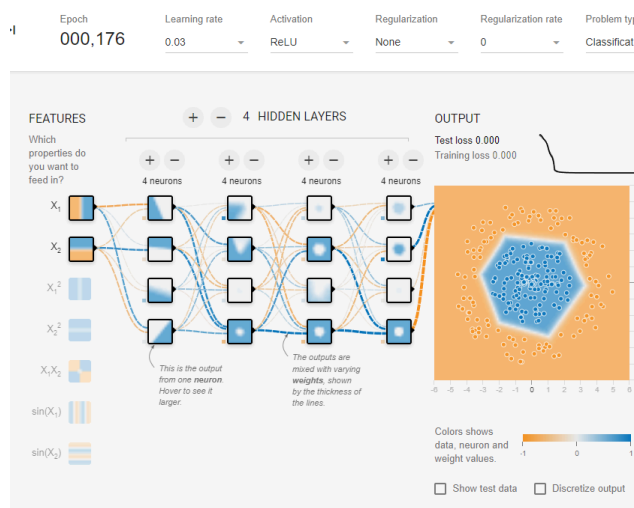 Epoch
000,176
Learning rate
0.03
Activation
ReLU
Regularization
None
Regularization rate
0
Problem typ
Classificat
FEATURES
Which
properties do
you want to
feed in?
X1
X2
X1²
X2²
X1X2
sin(X1)
sin(X2)
+ − 4 HIDDEN LAYERS
+ −
4 neurons
+ −
4 neurons
+ −
4 neurons
+ −
4 neurons
This is the output
from one neuron.
Hover to see it
larger.
The outputs are
mixed with varying
weights, shown
by the thickness of
the lines.
OUTPUT
Test loss 0.000
Training loss 0.000
-6 -5 -4 -3 -2 -1 0 1 2 3 4 5 6
Colors shows
data, neuron and
weight values.
-1 0 1
Show test data
Discretize output